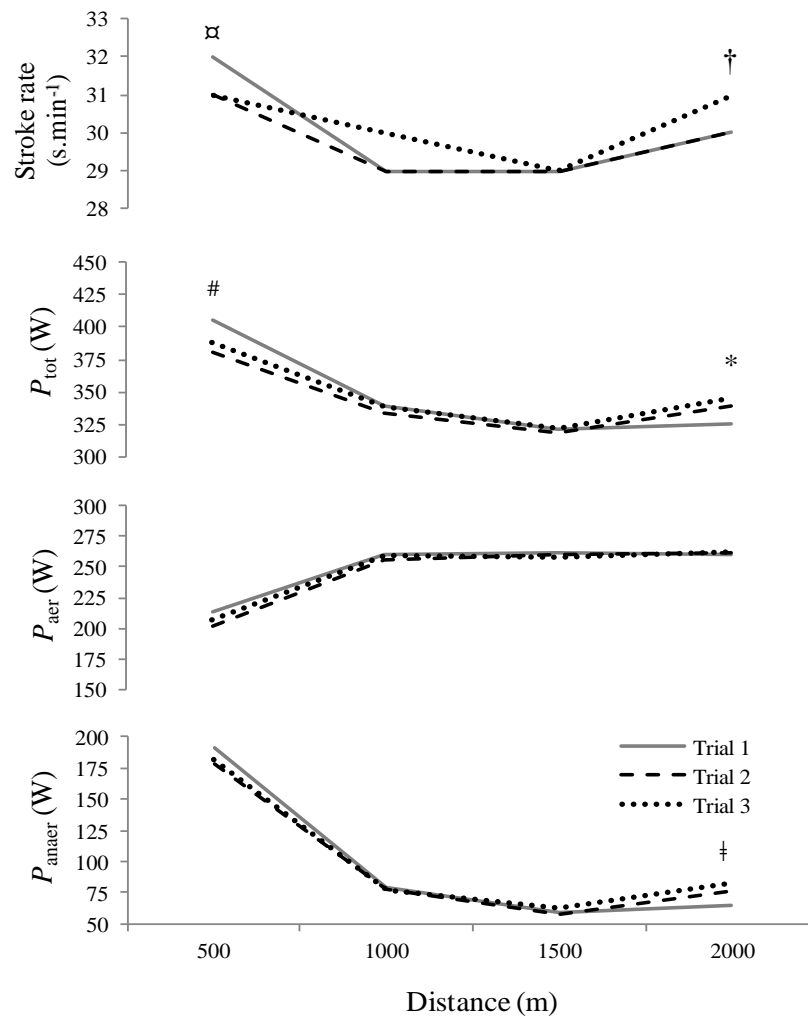 Stroke rate
(s.min⁻¹)
33
32
31
30
29
28
¤
†
P_tot (W)
450
425
400
375
350
325
300
#
*
P_aer (W)
300
275
250
225
200
175
150
P_anaer (W)
200
175
150
125
100
75
50
Trial 1
Trial 2
Trial 3
ǂ
500 1000 1500 2000
Distance (m)